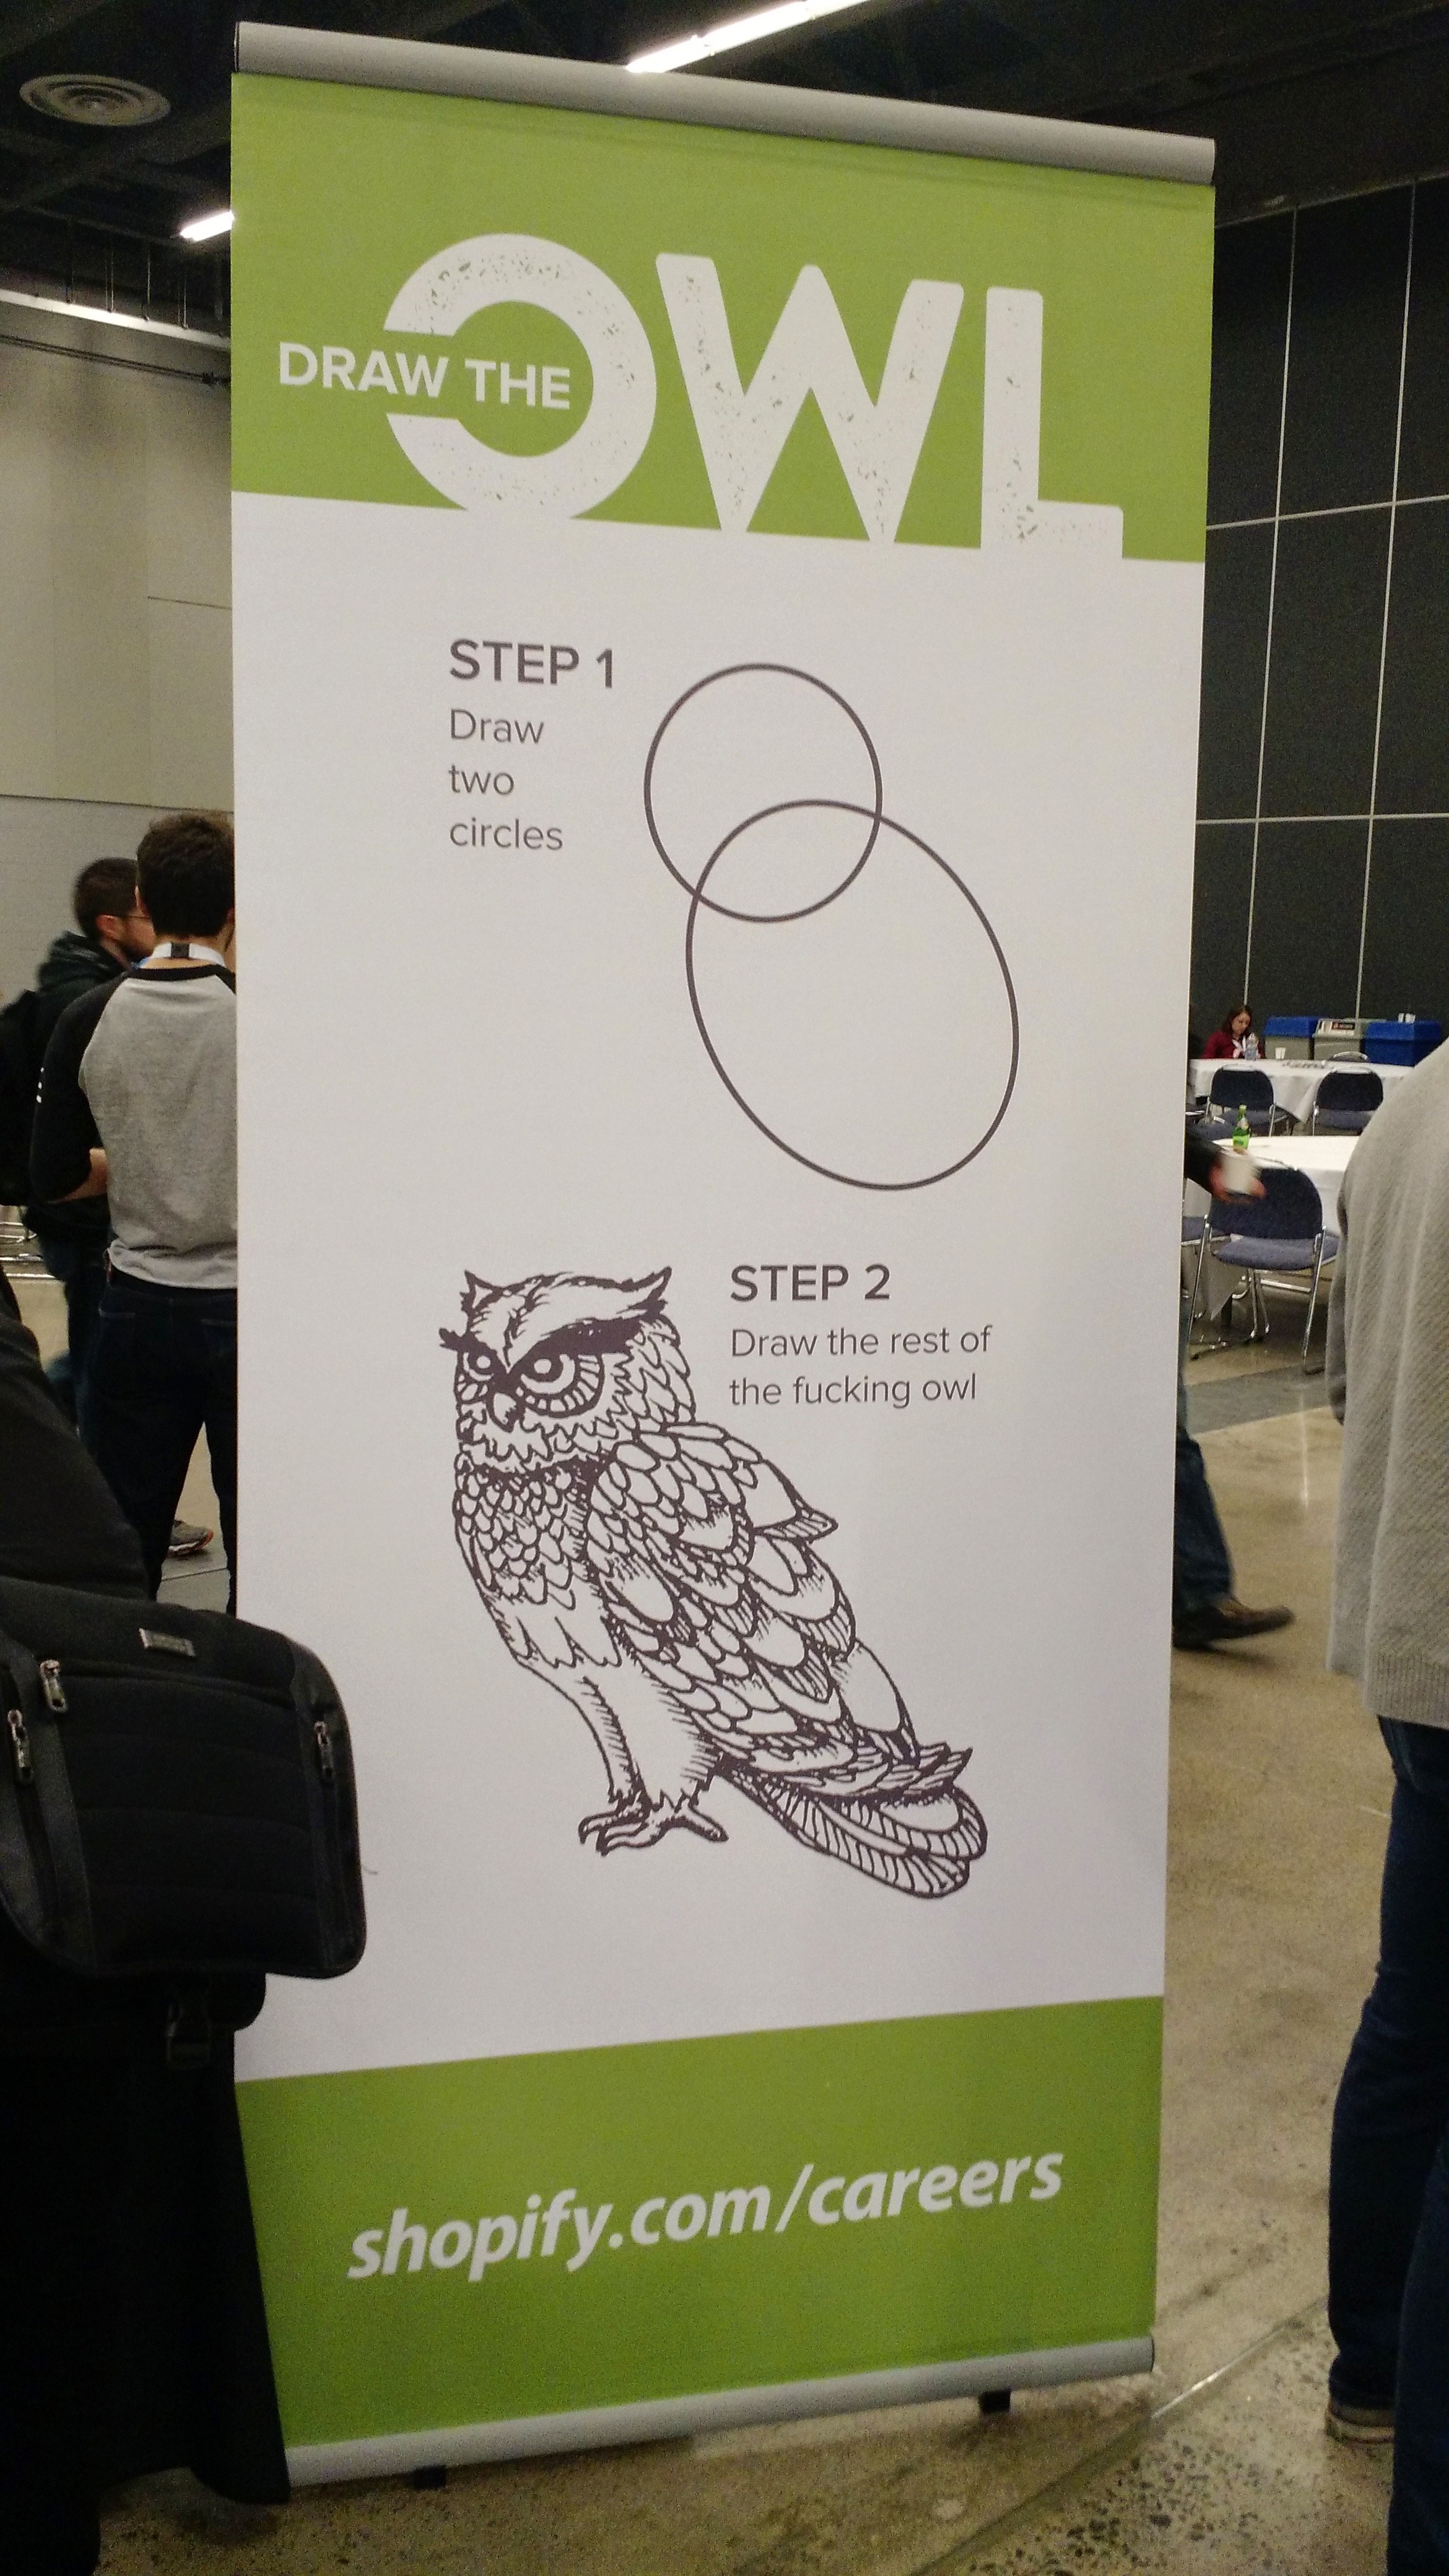 DRAW THE
OWL
STEP 1
Draw
two
circles
STEP 2
Draw the rest of
the fucking owl
shopify.com/careers